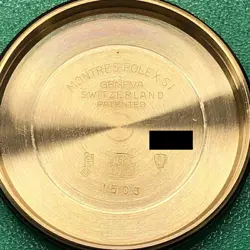 MONTRES ROLEX S.A
GENEVA
SWITZERLAND
PATENTED
1503